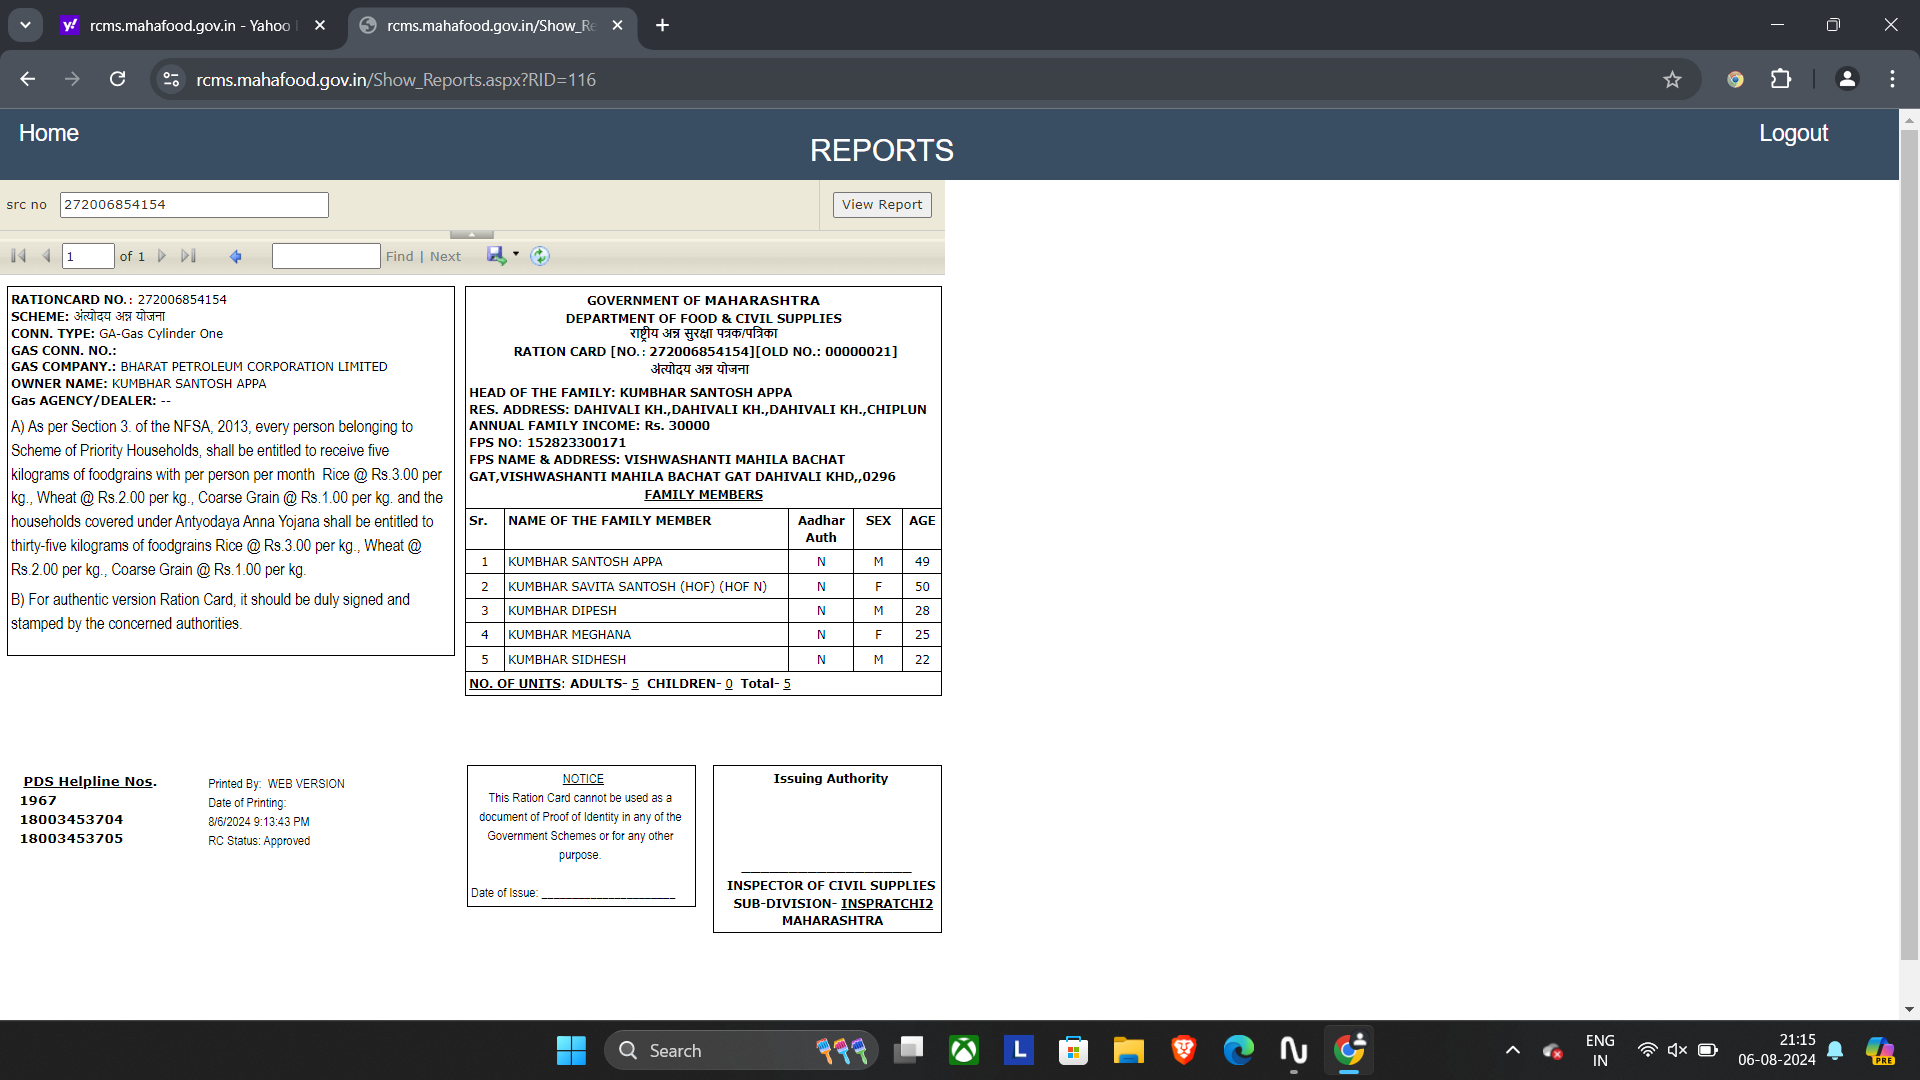 rcms.mahafood.gov.in - Yahoo
rcms.mahafood.gov.in/Show_Re
rcms.mahafood.gov.in/Show_Reports.aspx?RID=116
Home
REPORTS
Logout
src no 272006854154 View Report
1 of 1 Find | Next
RATIONCARD NO.: 272006854154
SCHEME: अंत्योदय अन्न योजना
CONN. TYPE: GA-Gas Cylinder One
GAS CONN. NO.:
GAS COMPANY.: BHARAT PETROLEUM CORPORATION LIMITED
OWNER NAME: KUMBHAR SANTOSH APPA
Gas AGENCY/DEALER: --
A) As per Section 3. of the NFSA, 2013, every person belonging to
Scheme of Priority Households, shall be entitled to receive five
kilograms of foodgrains with per person per month Rice @ Rs.3.00 per
kg., Wheat @ Rs.2.00 per kg., Coarse Grain @ Rs.1.00 per kg. and the
households covered under Antyodaya Anna Yojana shall be entitled to
thirty-five kilograms of foodgrains Rice @ Rs.3.00 per kg., Wheat @
Rs.2.00 per kg., Coarse Grain @ Rs.1.00 per kg.
B) For authentic version Ration Card, it should be duly signed and
stamped by the concerned authorities.
GOVERNMENT OF MAHARASHTRA
DEPARTMENT OF FOOD & CIVIL SUPPLIES
राष्ट्रीय अन्न सुरक्षा पत्रक/पत्रिका
RATION CARD [NO.: 272006854154][OLD NO.: 00000021]
अंत्योदय अन्न योजना
HEAD OF THE FAMILY: KUMBHAR SANTOSH APPA
RES. ADDRESS: DAHIVALI KH.,DAHIVALI KH.,DAHIVALI KH.,CHIPLUN
ANNUAL FAMILY INCOME: Rs. 30000
FPS NO: 152823300171
FPS NAME & ADDRESS: VISHWASHANTI MAHILA BACHAT
GAT,VISHWASHANTI MAHILA BACHAT GAT DAHIVALI KHD,,0296
FAMILY MEMBERS
Sr. NAME OF THE FAMILY MEMBER Aadhar Auth SEX AGE
1 KUMBHAR SANTOSH APPA N M 49
2 KUMBHAR SAVITA SANTOSH (HOF) (HOF N) N F 50
3 KUMBHAR DIPESH N M 28
4 KUMBHAR MEGHANA N F 25
5 KUMBHAR SIDHESH N M 22
NO. OF UNITS: ADULTS- 5 CHILDREN- 0 Total- 5
PDS Helpline Nos.
1967
18003453704
18003453705
Printed By: WEB VERSION
Date of Printing:
8/6/2024 9:13:43 PM
RC Status: Approved
NOTICE
This Ration Card cannot be used as a
document of Proof of Identity in any of the
Government Schemes or for any other
purpose.
Date of Issue: ______________________
Issuing Authority
___________________
INSPECTOR OF CIVIL SUPPLIES
SUB-DIVISION- INSPRATCHI2
MAHARASHTRA
Search
L
PRE
ENG
IN
21:15
06-08-2024